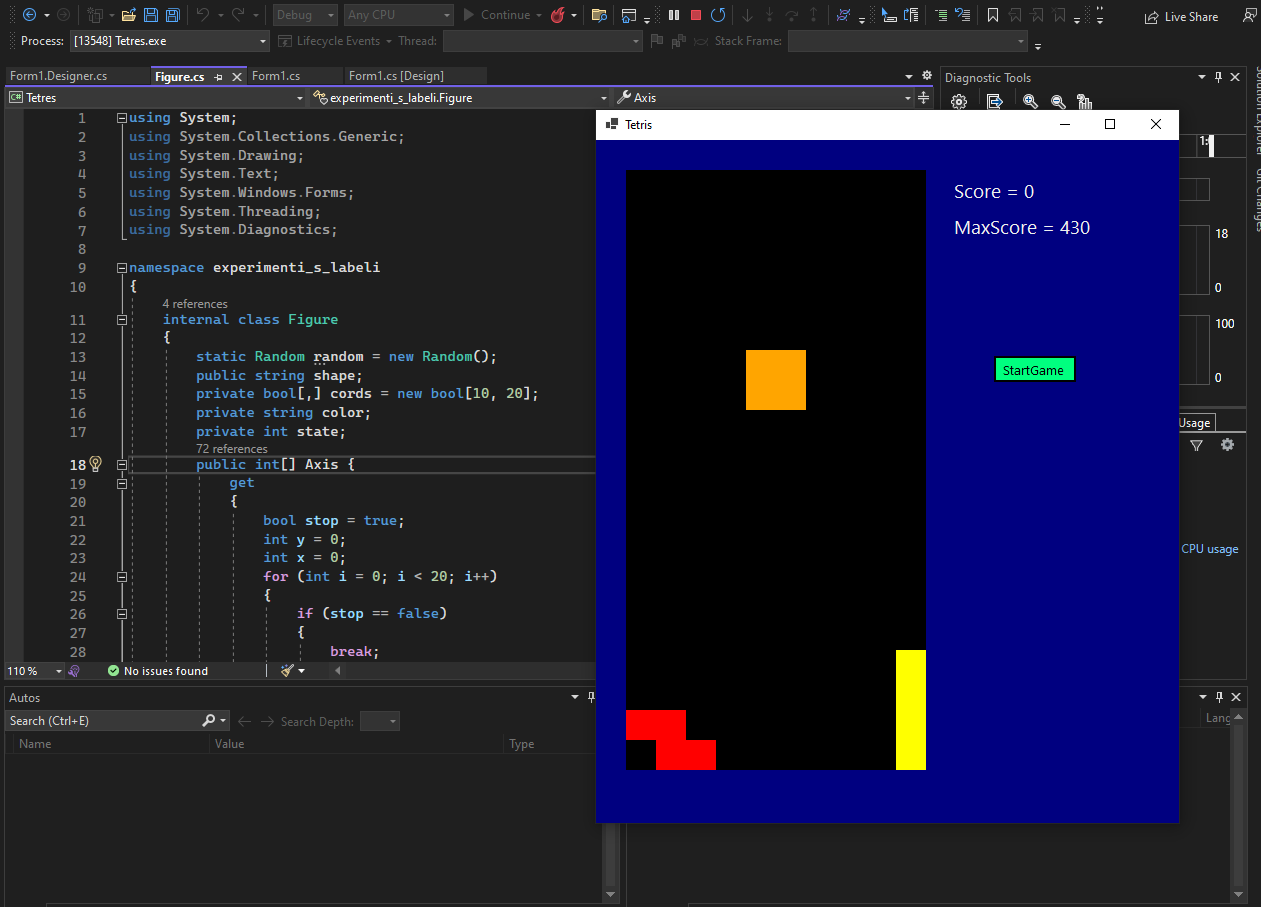 Debug Any CPU Continue Live Share
Process: [13548] Tetres.exe Lifecycle Events Thread: Stack Frame:
Form1.Designer.cs Figure.cs Form1.cs Form1.cs [Design]
Tetres experimenti_s_labeli.Figure Axis
1 using System;
2 using System.Collections.Generic;
3 using System.Drawing;
4 using System.Text;
5 using System.Windows.Forms;
6 using System.Threading;
7 using System.Diagnostics;
8
9 namespace experimenti_s_labeli
10 {
4 references
11 internal class Figure
12 {
13 static Random random = new Random();
14 public string shape;
15 private bool[,] cords = new bool[10, 20];
16 private string color;
17 private int state;
72 references
18 public int[] Axis {
19 get
20 {
21 bool stop = true;
22 int y = 0;
23 int x = 0;
24 for (int i = 0; i < 20; i++)
25 {
26 if (stop == false)
27 {
28 break;
110 % No issues found
Autos
Search (Ctrl+E) Search Depth:
Name Value Type
Tetris
Score = 0
MaxScore = 430
StartGame
Diagnostic Tools
18
0
100
0
Usage
CPU usage
Lang